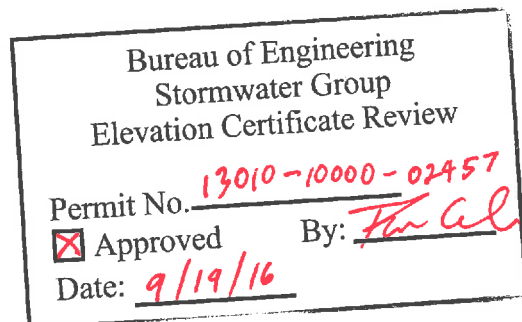 Bureau of Engineering
Stormwater Group
Elevation Certificate Review
Permit No. 13010-10000-02457
Approved By:
Date: 9/19/16